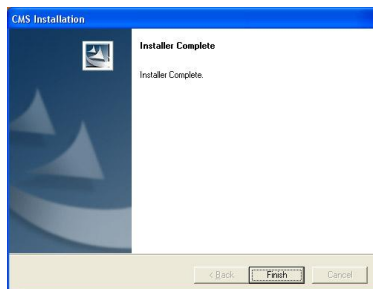 CMS Installation
Installer Complete
Installer Complete.
< Back
Finish
Cancel